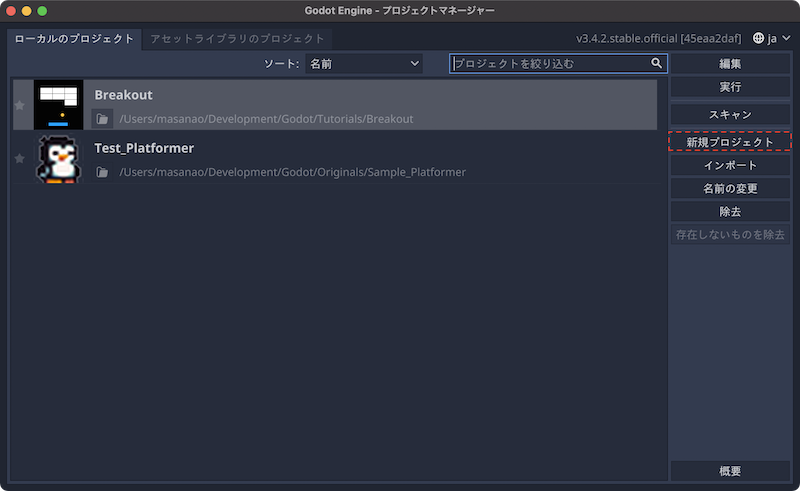 Godot Engine - プロジェクトマネージャー
ローカルのプロジェクト
アセットライブラリのプロジェクト
v3.4.2.stable.official [45eaa2daf]
ja
ソート:
名前
プロジェクトを絞り込む
Breakout
/Users/masanao/Development/Godot/Tutorials/Breakout
Test_Platformer
/Users/masanao/Development/Godot/Originals/Sample_Platformer
編集
実行
スキャン
新規プロジェクト
インポート
名前の変更
除去
存在しないものを除去
概要